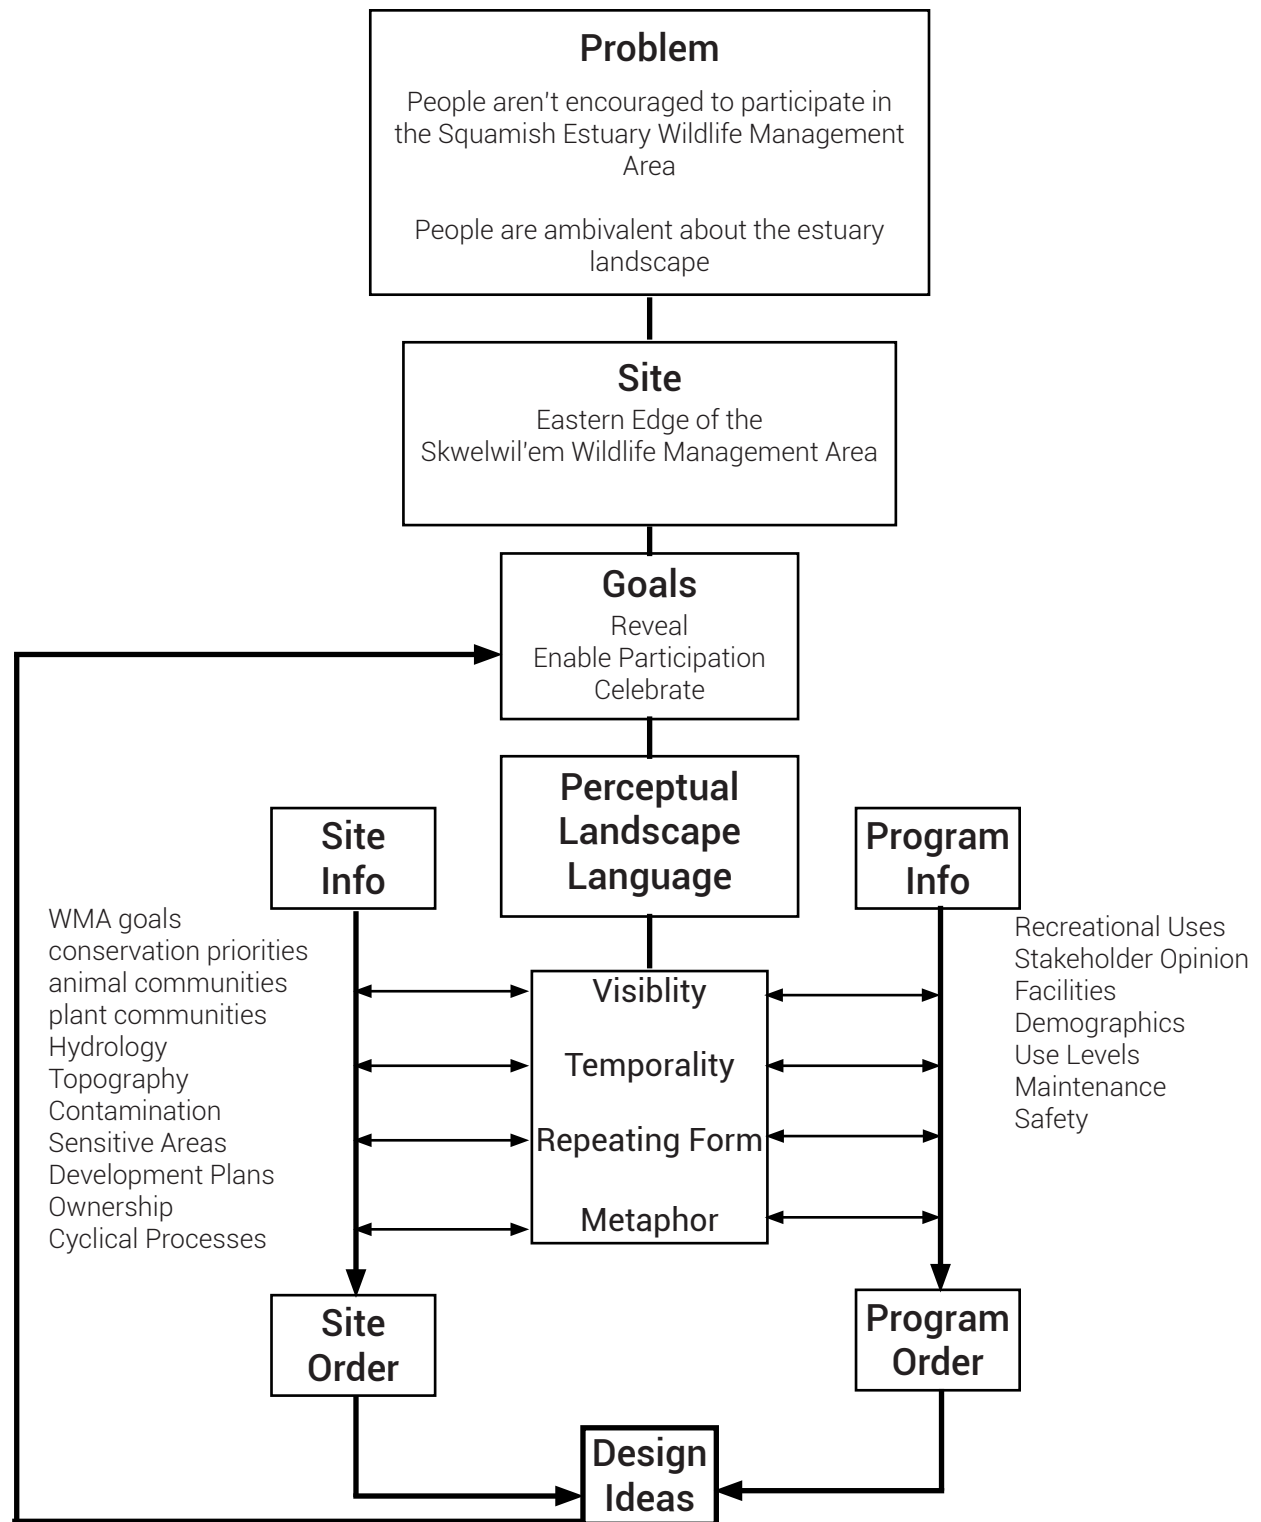 Problem
People aren't encouraged to participate in
the Squamish Estuary Wildlife Management
Area
People are ambivalent about the estuary
landscape
Site
Eastern Edge of the
Skwelwil'em Wildlife Management Area
Goals
Reveal
Enable Participation
Celebrate
Perceptual
Landscape
Language
Site
Info
WMA goals
conservation priorities
animal communities
plant communities
Hydrology
Topography
Contamination
Sensitive Areas
Development Plans
Ownership
Cyclical Processes
Visiblity
Temporality
Repeating Form
Metaphor
Program
Info
Recreational Uses
Stakeholder Opinion
Facilities
Demographics
Use Levels
Maintenance
Safety
Site
Order
Program
Order
Design
Ideas